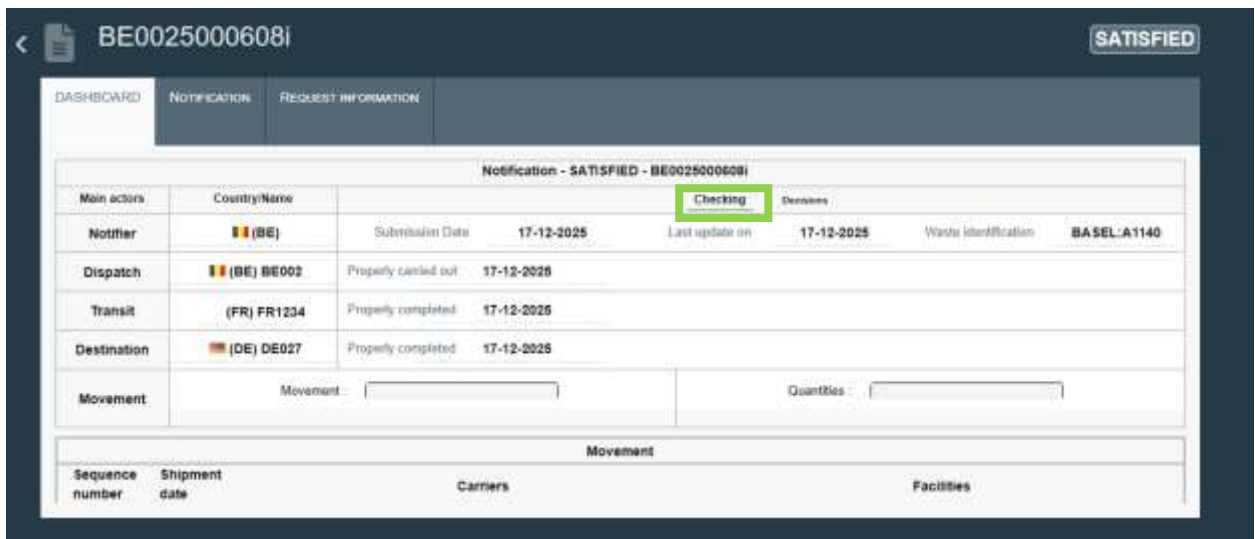 BE0025000608i
SATISFIED
DASHBOARD NOTIFICATION REQUEST INFORMATION
Notification - SATISFIED - BE0025000608i
Main actors Country/Name Checking Decisions
Notifier (BE) Submission Date 17-12-2025 Last update on 17-12-2025 Waste identification BASEL:A1140
Dispatch (BE) BE002 Properly carried out 17-12-2025
Transit (FR) FR1234 Properly completed 17-12-2025
Destination (DE) DE027 Properly completed 17-12-2025
Movement Movement : Quantities :
Movement
Sequence number Shipment date Carriers Facilities